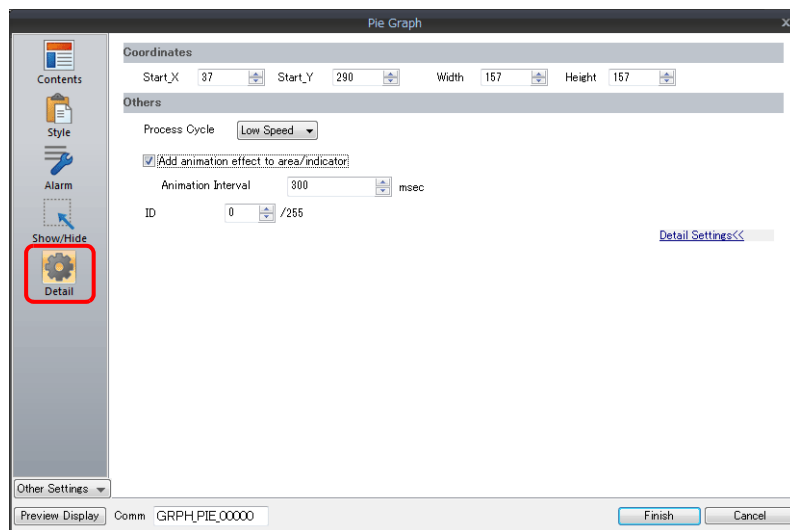 Pie Graph x
Contents
Style
Alarm
Show/Hide
Detail
Other Settings
Coordinates
Start_X 37 Start_Y 290 Width 157 Height 157
Others
Process Cycle Low Speed
Add animation effect to area/indicator
Animation Interval 300 msec
ID 0 /255
Detail Settings<<
Preview Display Comm GRPH_PIE_00000 Finish Cancel